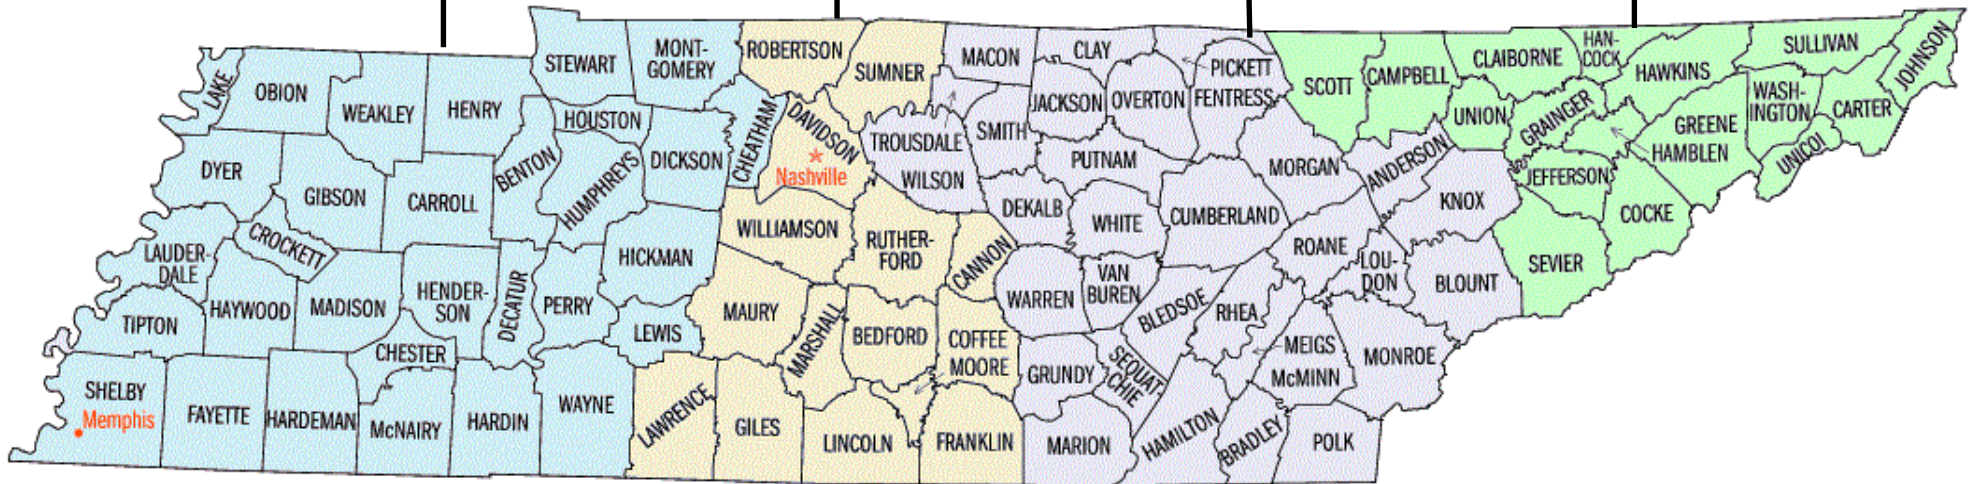 LAKE
OBION
WEAKLEY
HENRY
STEWART
MONT-
GOMERY
ROBERTSON
SUMNER
MACON
CLAY
PICKETT
SCOTT
CAMPBELL
CLAIBORNE
HAN-
COCK
HAWKINS
SULLIVAN
JOHNSON
HOUSTON
CHEATHAM
DAVIDSON
TROUSDALE
SMITH
JACKSON
OVERTON
FENTRESS
UNION
GRAINGER
GREENE
HAMBLEN
WASH-
INGTON
CARTER
UNICOI
DYER
GIBSON
CARROLL
BENTON
HUMPHREYS
DICKSON
Nashville
WILSON
PUTNAM
MORGAN
ANDERSON
JEFFERSON
KNOX
COCKE
LAUDER-
DALE
CROCKETT
HICKMAN
WILLIAMSON
RUTHER-
FORD
CANNON
DEKALB
WHITE
CUMBERLAND
ROANE
LOU-
DON
BLOUNT
SEVIER
TIPTON
HAYWOOD
MADISON
HENDER-
SON
DECATUR
PERRY
LEWIS
MAURY
MARSHALL
BEDFORD
COFFEE
MOORE
WARREN
VAN
BUREN
BLEDSOE
RHEA
MEIGS
McMINN
MONROE
CHESTER
SHELBY
Memphis
FAYETTE
HARDEMAN
McNAIRY
HARDIN
WAYNE
LAWRENCE
GILES
LINCOLN
FRANKLIN
GRUNDY
SEQUAT-
CHIE
MARION
HAMILTON
BRADLEY
POLK